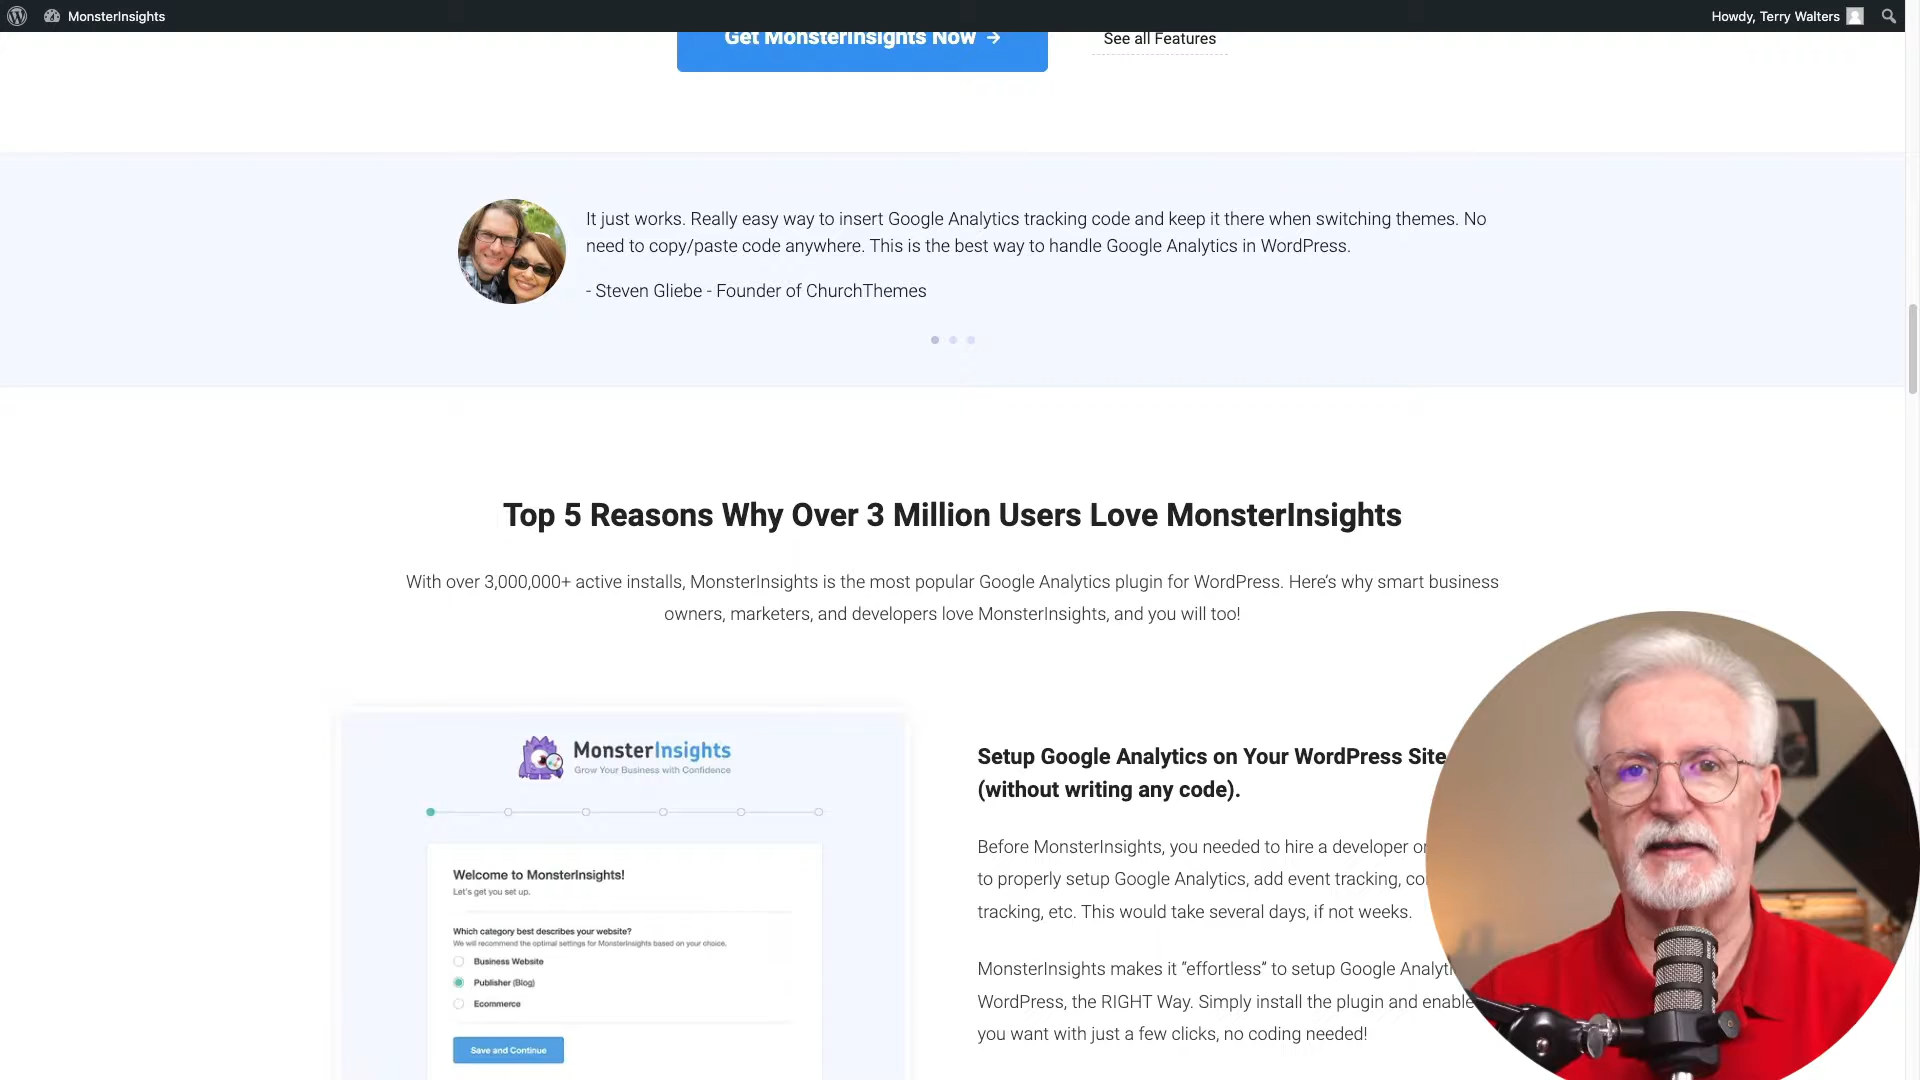 MonsterInsights
Howdy, Terry Walters
Get MonsterInsights Now →
See all Features
It just works. Really easy way to insert Google Analytics tracking code and keep it there when switching themes. No
need to copy/paste code anywhere. This is the best way to handle Google Analytics in WordPress.
- Steven Gliebe - Founder of ChurchThemes
Top 5 Reasons Why Over 3 Million Users Love MonsterInsights
With over 3,000,000+ active installs, MonsterInsights is the most popular Google Analytics plugin for WordPress. Here's why smart business
owners, marketers, and developers love MonsterInsights, and you will too!
MonsterInsights
Grow Your Business with Confidence
Welcome to MonsterInsights!
Let's get you set up.
Which category best describes your website?
We will recommend the optimal settings for MonsterInsights based on your choice.
Business Website
Publisher (Blog)
Ecommerce
Save and Continue
Setup Google Analytics on Your WordPress Site
(without writing any code).
Before MonsterInsights, you needed to hire a developer
to properly setup Google Analytics, add event tracking,
tracking, etc. This would take several days, if not weeks.
MonsterInsights makes it “effortless” to setup Google
WordPress, the RIGHT Way. Simply install the plugin and enable
you want with just a few clicks, no coding needed!